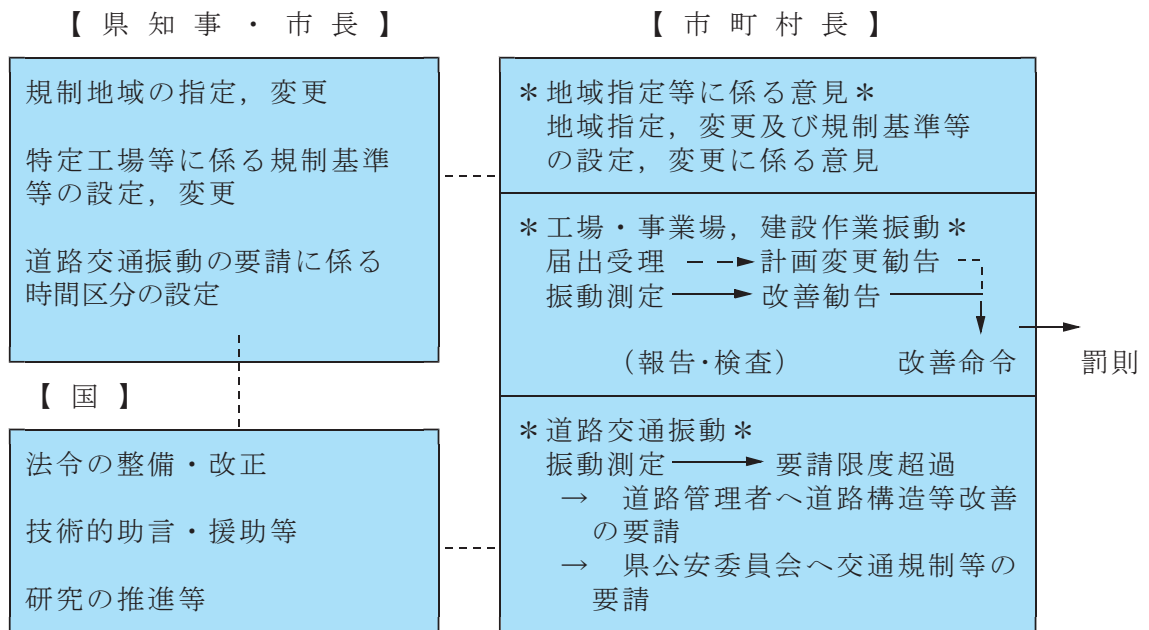 【県知事・市長】
規制地域の指定，変更
特定工場等に係る規制基準
等の設定，変更
道路交通振動の要請に係る
時間区分の設定
【国】
法令の整備・改正
技術的助言・援助等
研究の推進等
【市町村長】
＊地域指定等に係る意見＊
地域指定，変更及び規制基準等
の設定，変更に係る意見
＊工場・事業場，建設作業振動＊
届出受理 計画変更勧告
振動測定 改善勧告
（報告・検査） 改善命令 罰則
＊道路交通振動＊
振動測定 要請限度超過
→ 道路管理者へ道路構造等改善
の要請
→ 県公安委員会へ交通規制等の
要請